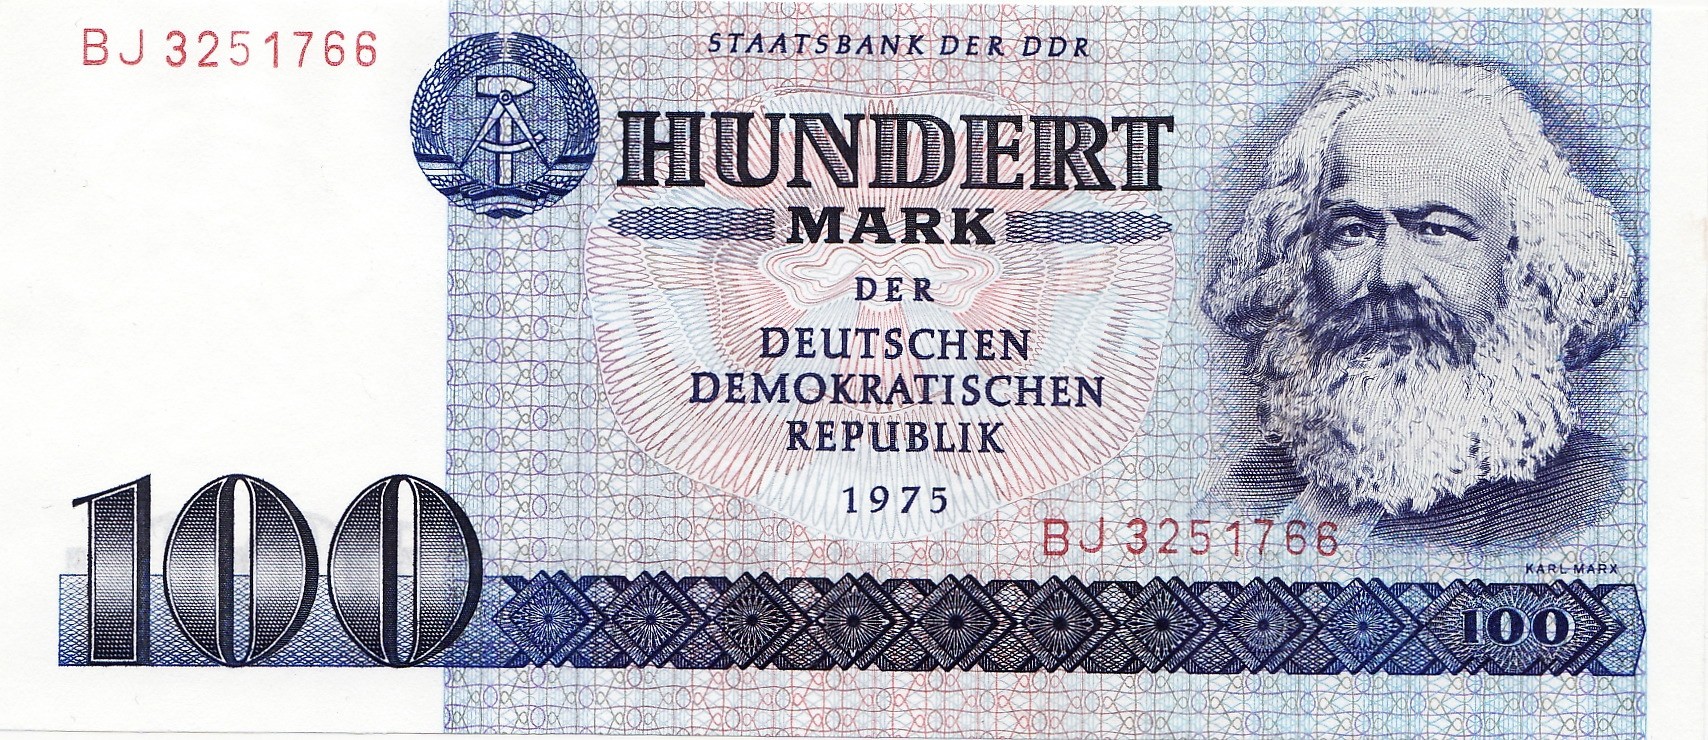 BJ 3251766
STAATSBANK DER DDR
HUNDERT
MARK
DER
DEUTSCHEN
DEMOKRATISCHEN
REPUBLIK
1975
BJ 3251766
KARL MARX
100
100